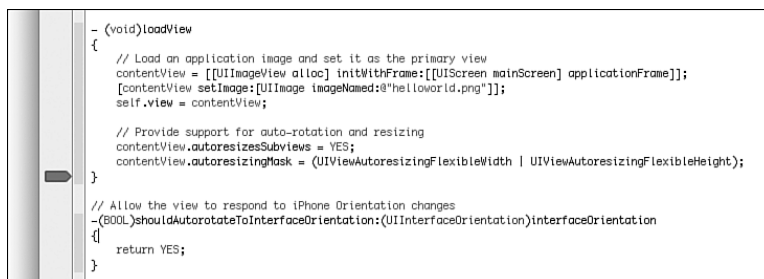 - (void)loadView
{
    // Load an application image and set it as the primary view
    contentView = [[UIImageView alloc] initWithFrame:[[UIScreen mainScreen] applicationFrame]];
    [contentView setImage:[UIImage imageNamed:@"helloworld.png"]];
    self.view = contentView;

    // Provide support for auto-rotation and resizing
    contentView.autoresizesSubviews = YES;
    contentView.autoresizingMask = (UIViewAutoresizingFlexibleWidth | UIViewAutoresizingFlexibleHeight);
}

// Allow the view to respond to iPhone Orientation changes
-(BOOL)shouldAutorotateToInterfaceOrientation:(UIInterfaceOrientation)interfaceOrientation
{
    return YES;
}